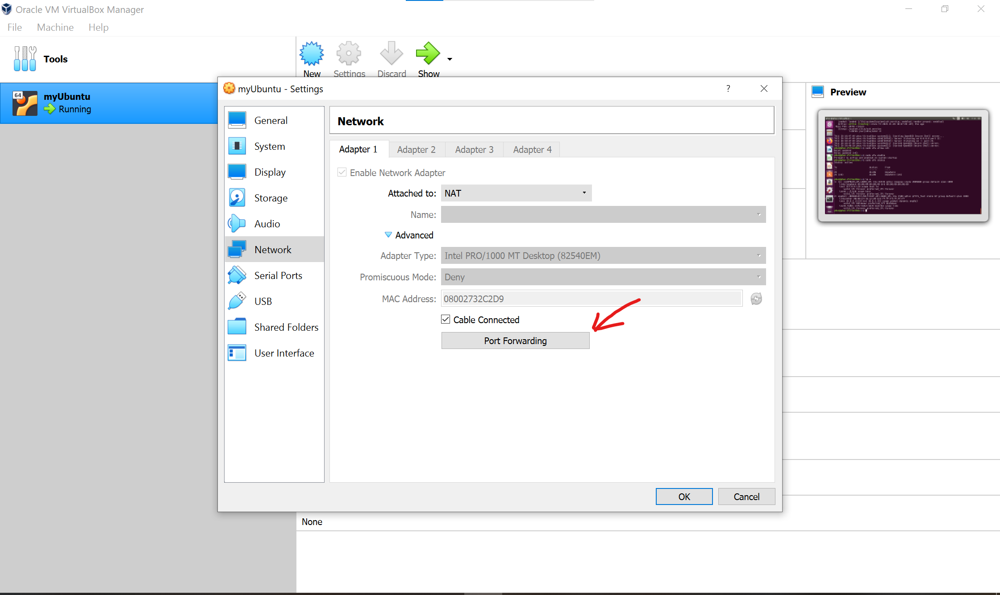 Oracle VM VirtualBox Manager
File Machine Help
Tools
New Settings Discard Show
64
myUbuntu
Running
myUbuntu - Settings
?
Preview
General
System
Display
Storage
Audio
Network
Serial Ports
USB
Shared Folders
User Interface
Network
Adapter 1 Adapter 2 Adapter 3 Adapter 4
Enable Network Adapter
Attached to: NAT
Name:
Advanced
Adapter Type: Intel PRO/1000 MT Desktop (82540EM)
Promiscuous Mode: Deny
MAC Address: 08002732C2D9
Cable Connected
Port Forwarding
OK Cancel
None